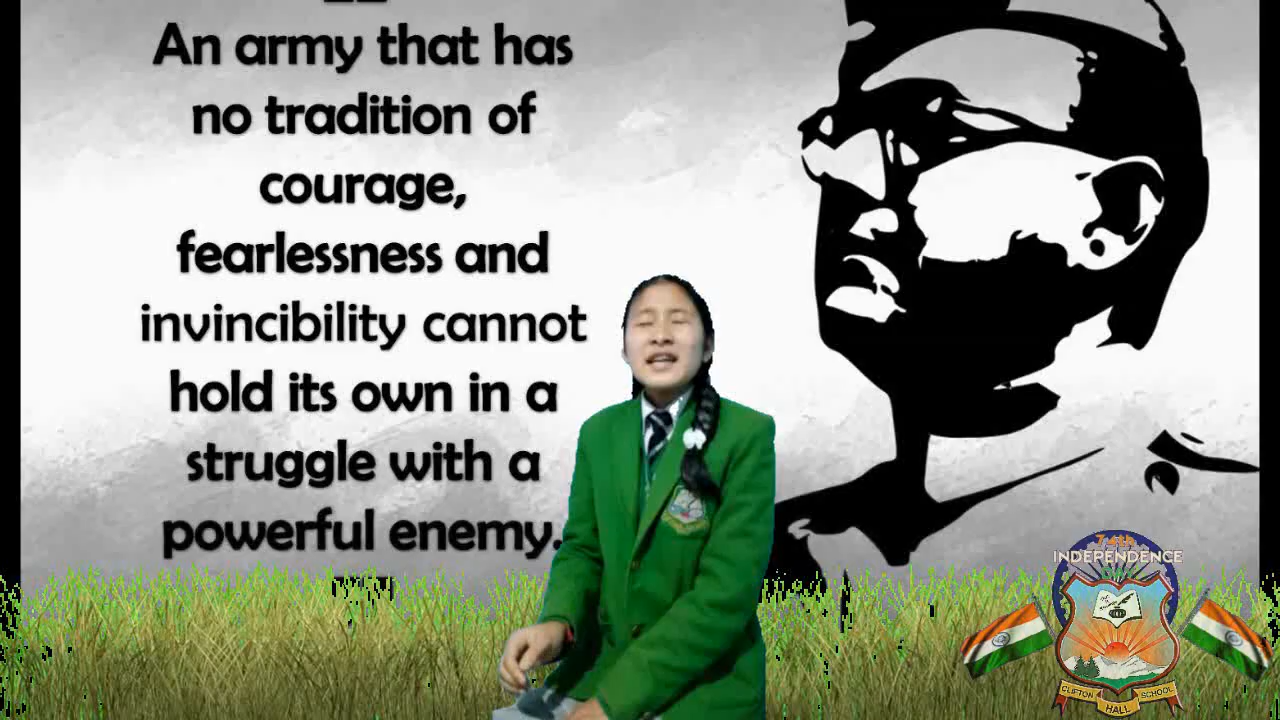 An army that has
no tradition of
courage,
fearlessness and
invincibility cannot
hold its own in a
struggle with a
powerful enemy.
74th
INDEPENDENCE
CLIFTON
HALL
SCHOOL